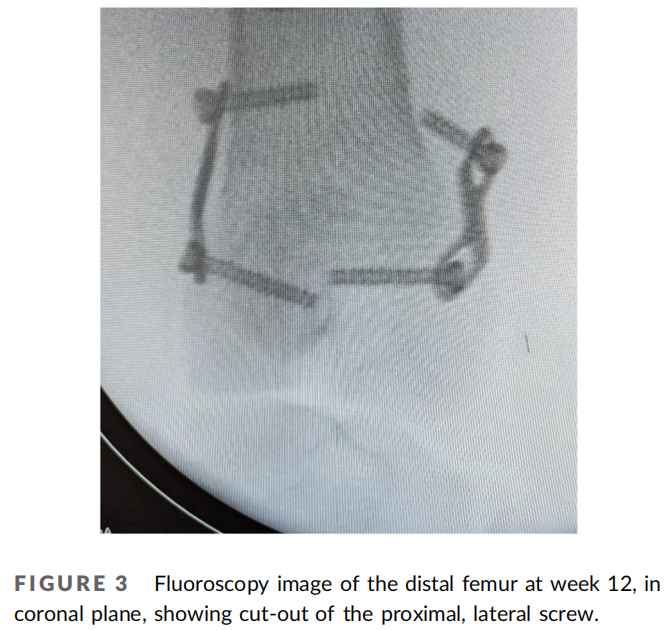 FIGURE 3 Fluoroscopy image of the distal femur at week 12, in
coronal plane, showing cut-out of the proximal, lateral screw.